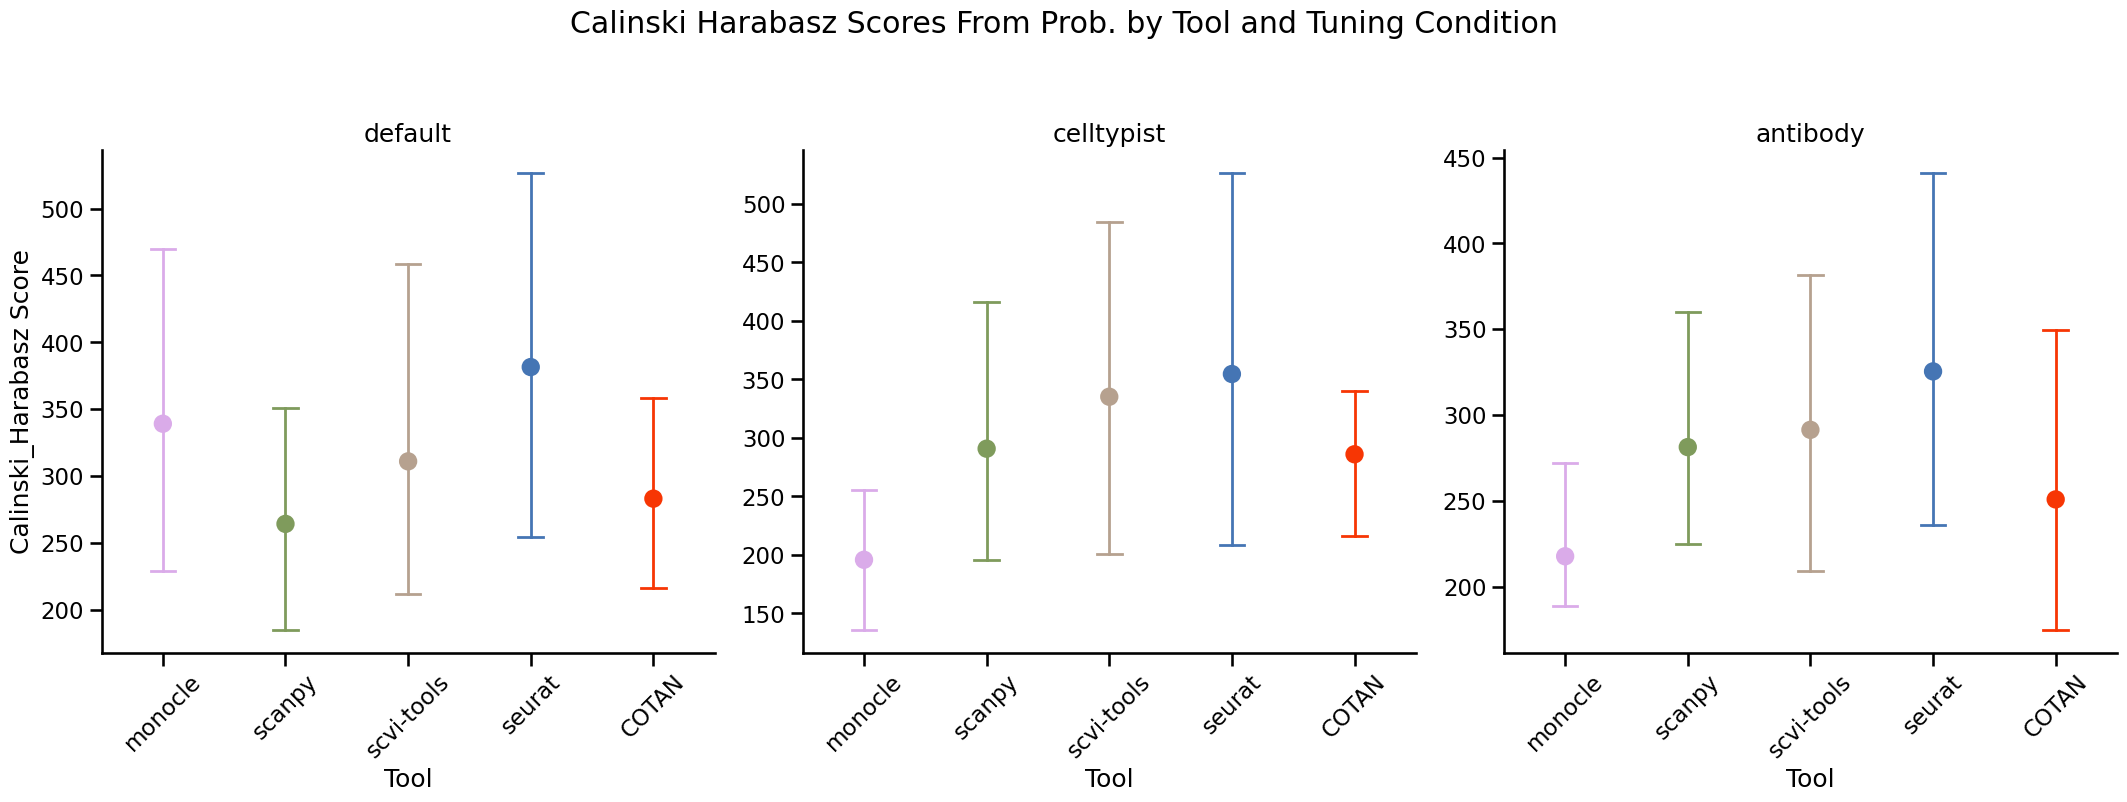 Calinski Harabasz Scores From Prob. by Tool and Tuning Condition
default
Calinski_Harabasz Score
500
450
400
350
300
250
200
monocle
scanpy
scvi-tools
seurat
COTAN
Tool
celltypist
500
450
400
350
300
250
200
150
monocle
scanpy
scvi-tools
seurat
COTAN
Tool
antibody
450
400
350
300
250
200
monocle
scanpy
scvi-tools
seurat
COTAN
Tool